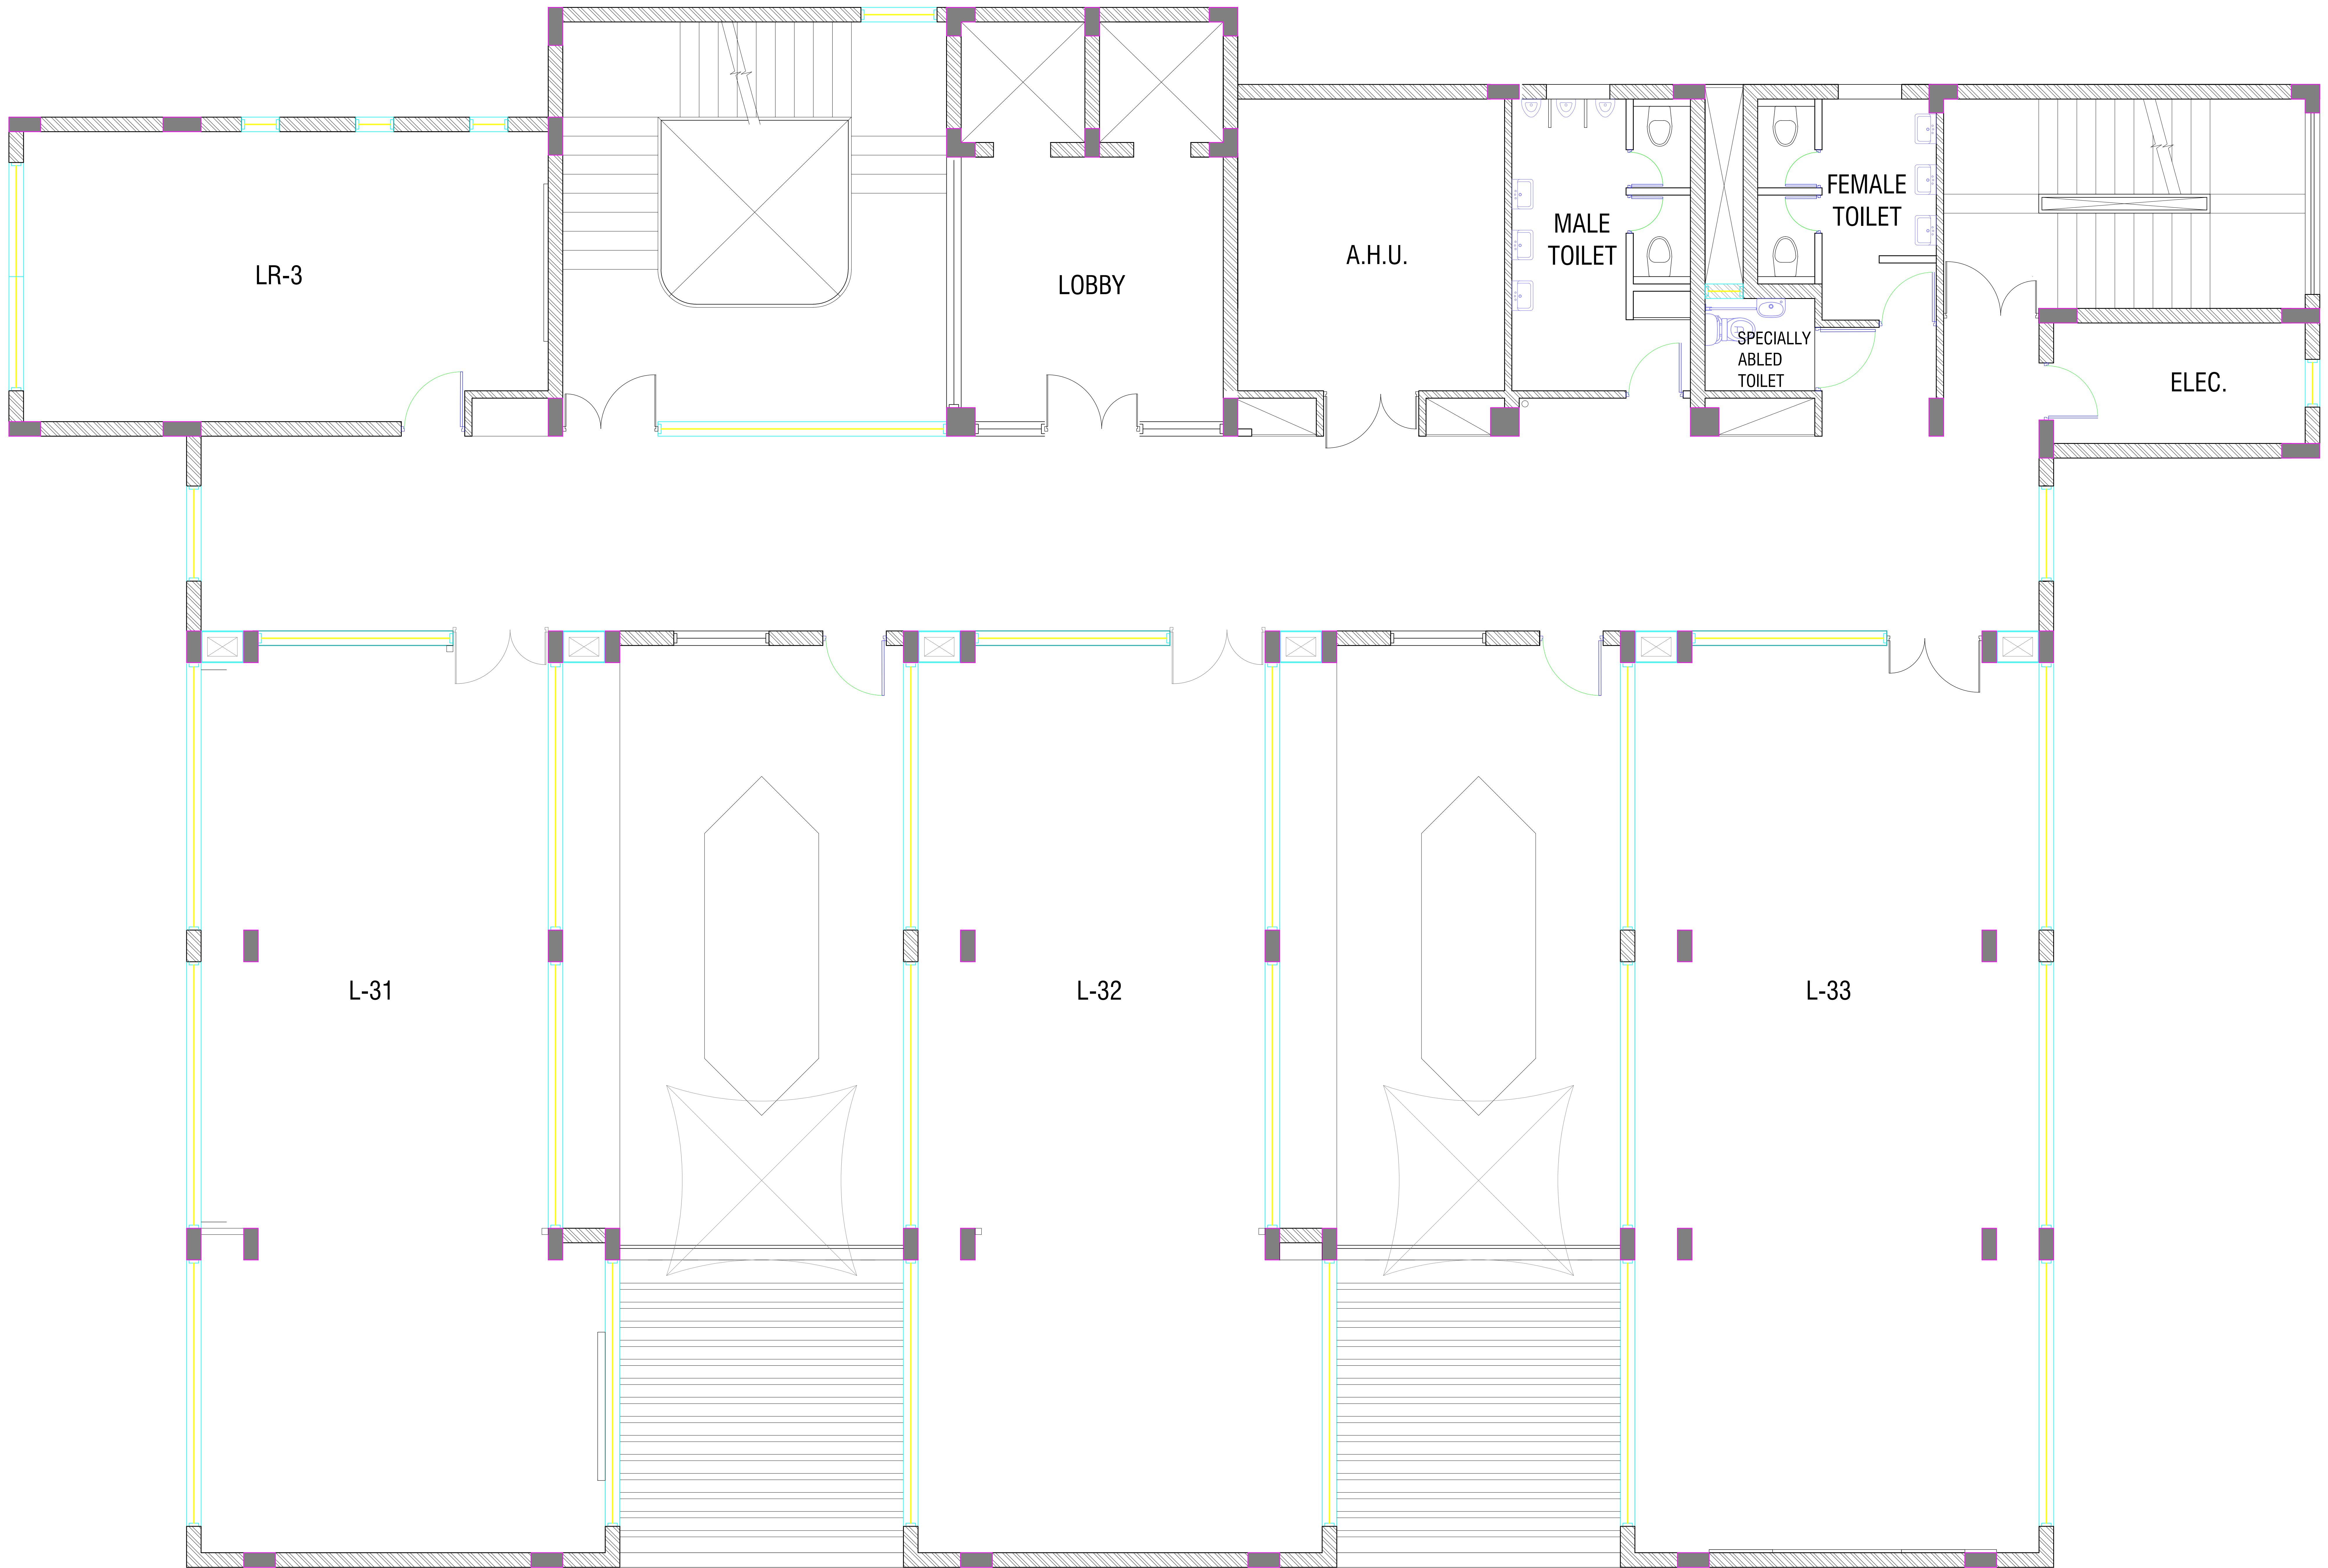 LR-3
LOBBY
A.H.U.
MALE
TOILET
FEMALE
TOILET
SPECIALLY
ABLED
TOILET
ELEC.
L-31
L-32
L-33